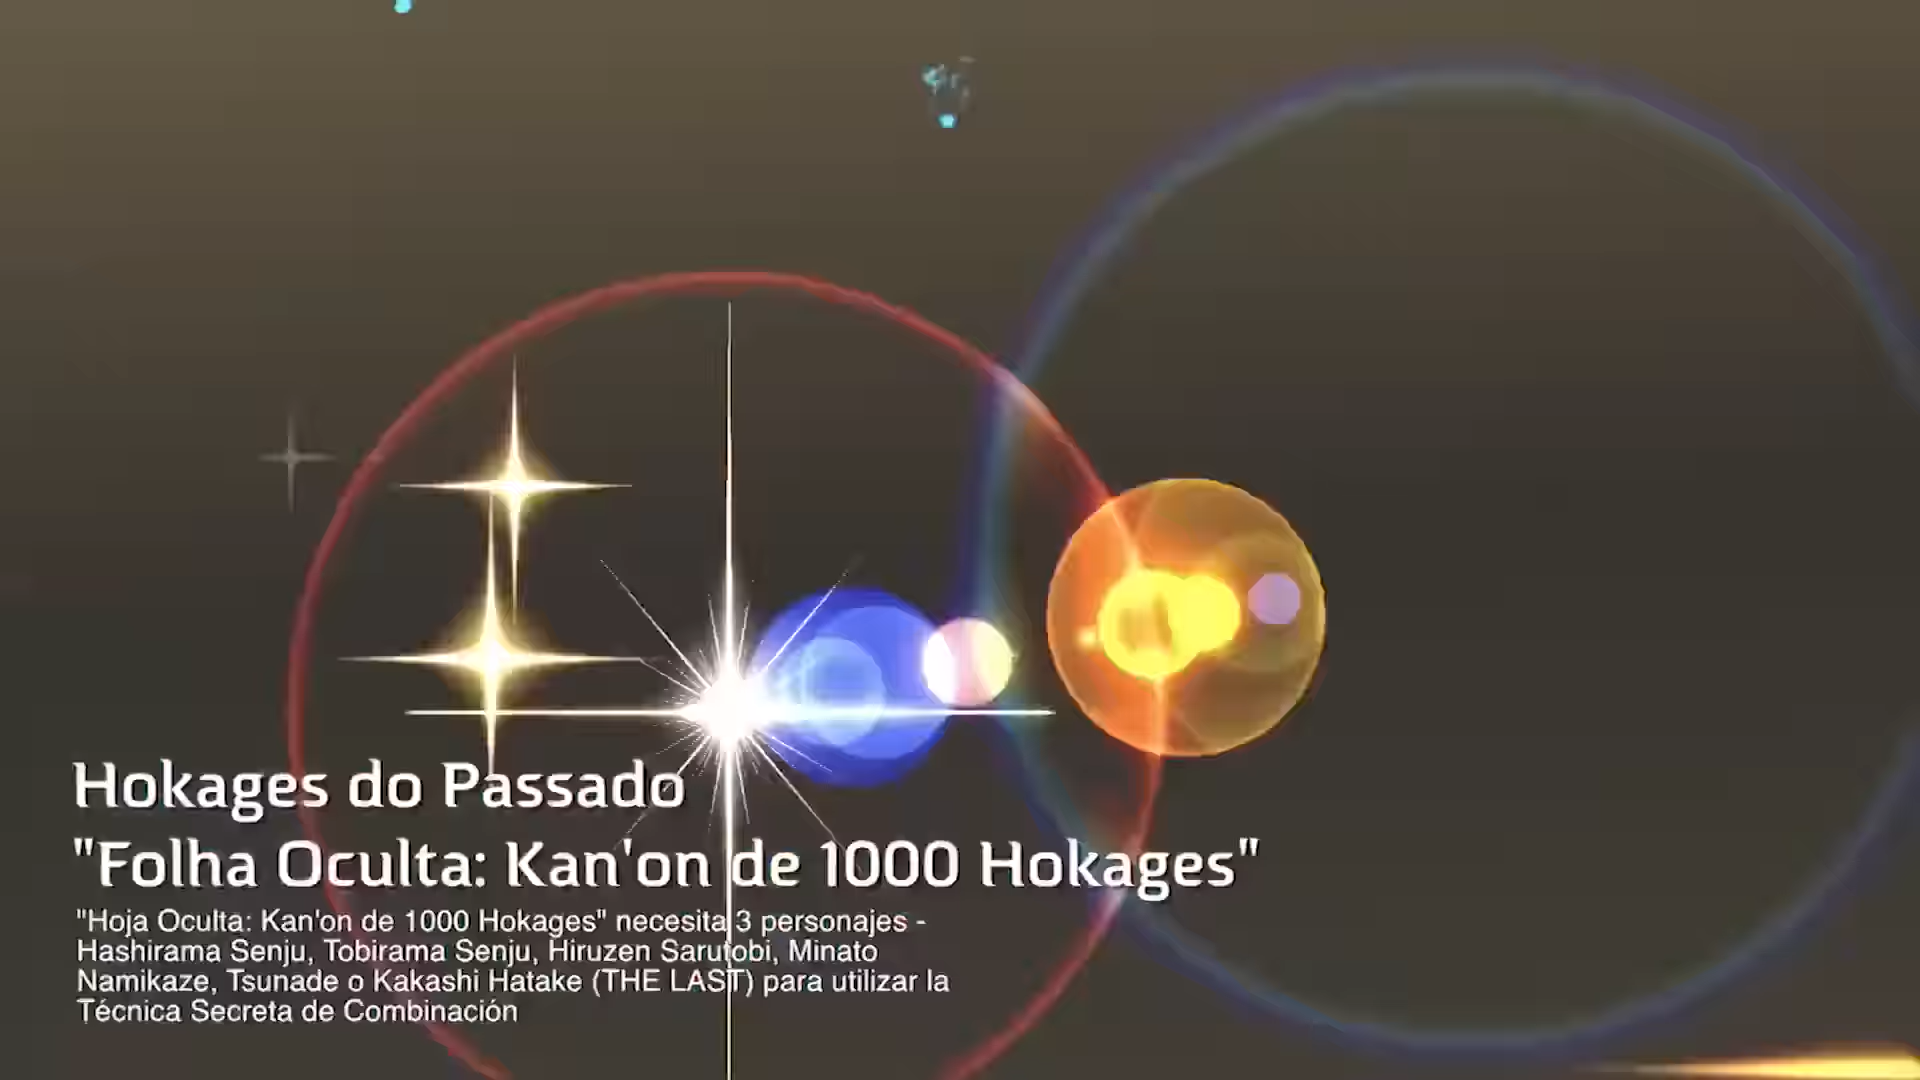 Hokages do Passado
"Folha Oculta: Kan'on de 1000 Hokages"
"Hoja Oculta: Kan'on de 1000 Hokages" necesita 3 personajes -
Hashirama Senju, Tobirama Senju, Hiruzen Sarutobi, Minato
Namikaze, Tsunade o Kakashi Hatake (THE LAST) para utilizar la
Técnica Secreta de Combinación